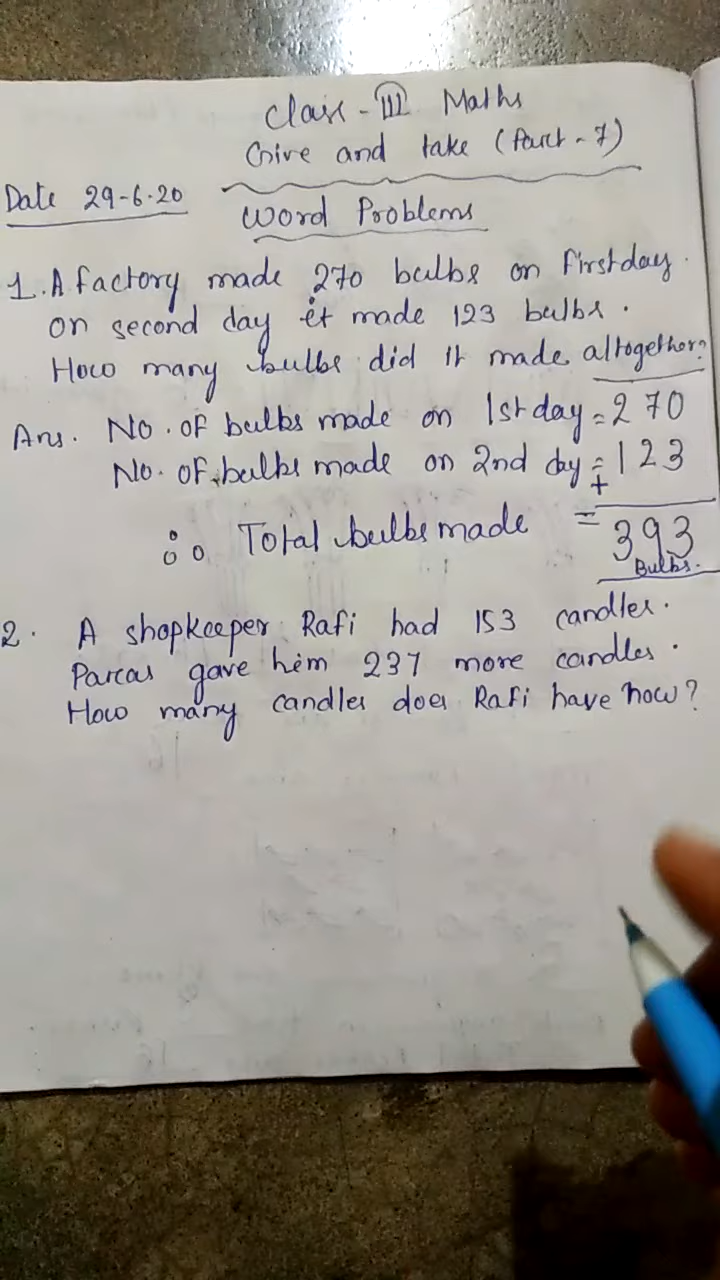 Class - III Maths
Give and take (Part - 7)
Date 29-6-20
Word Problems
1. A factory made 270 bulbs on first day.
on second day it made 123 bulbs.
How many bulbs did it made altogether?
Ans. No. of bulbs made on 1st day = 270
No. of bulbs made on 2nd day = + 123
∴ Total bulbs made = 393
Bulbs.
2. A shopkeeper Rafi had 153 candles.
Paras gave him 237 more candles.
How many candles does Rafi have now?